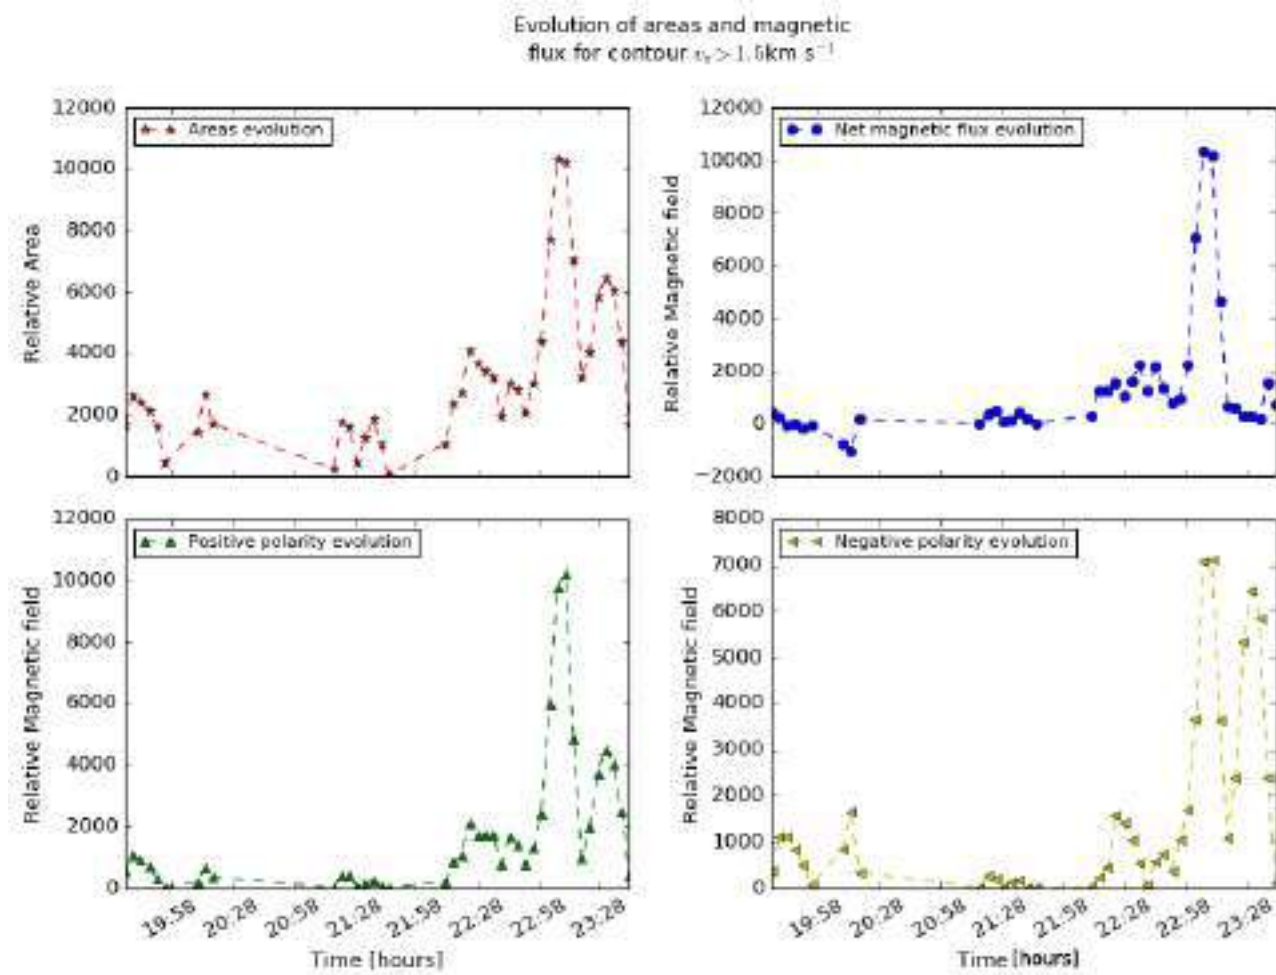 Evolution of areas and magnetic
flux for contour v_r > 1.5km s⁻¹
12000
10000
8000
6000
4000
2000
0
Relative Area
Areas evolution
12000
10000
8000
6000
4000
2000
0
−2000
Relative Magnetic field
Net magnetic flux evolution
12000
10000
8000
6000
4000
2000
0
Relative Magnetic field
Positive polarity evolution
19:58 20:28 20:58 21:28 21:58 22:28 22:58 23:28
Time [hours]
8000
7000
6000
5000
4000
3000
2000
1000
0
Relative Magnetic field
Negative polarity evolution
19:58 20:28 20:58 21:28 21:58 22:28 22:58 23:28
Time [hours]